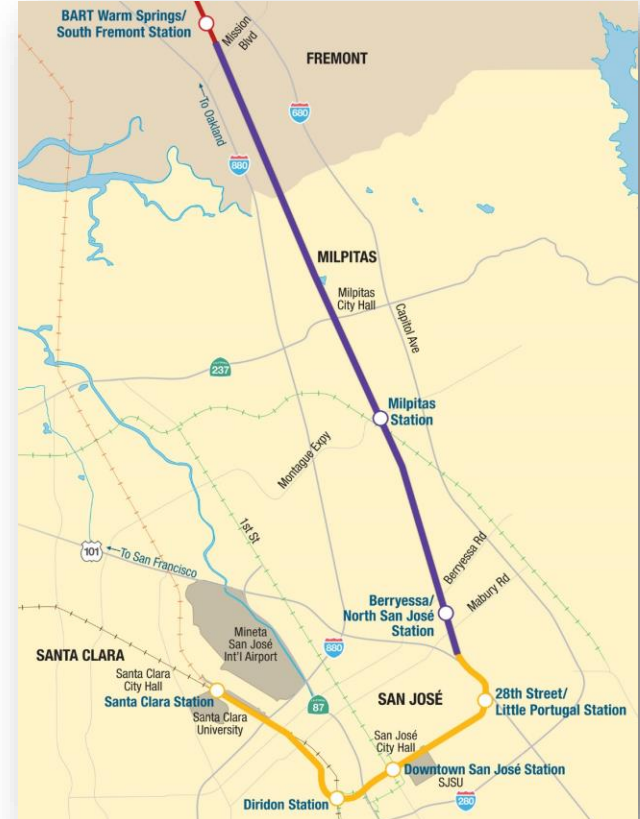 BART Warm Springs/
South Fremont Station
Mission
Blvd
FREMONT
To Oakland
680
880
MILPITAS
Milpitas
City Hall
Capitol Ave
237
Milpitas
Station
Montague Expy
1st St
101
To San Francisco
Berryessa Rd
Mabury Rd
Berryessa/
North San José
Station
Mineta
San José
Int'l Airport
880
SANTA CLARA
Santa Clara
City Hall
Santa Clara Station
Santa Clara
University
87
SAN JOSÉ
28th Street/
Little Portugal Station
San José
City Hall
Downtown San José Station
SJSU
Diridon Station
280